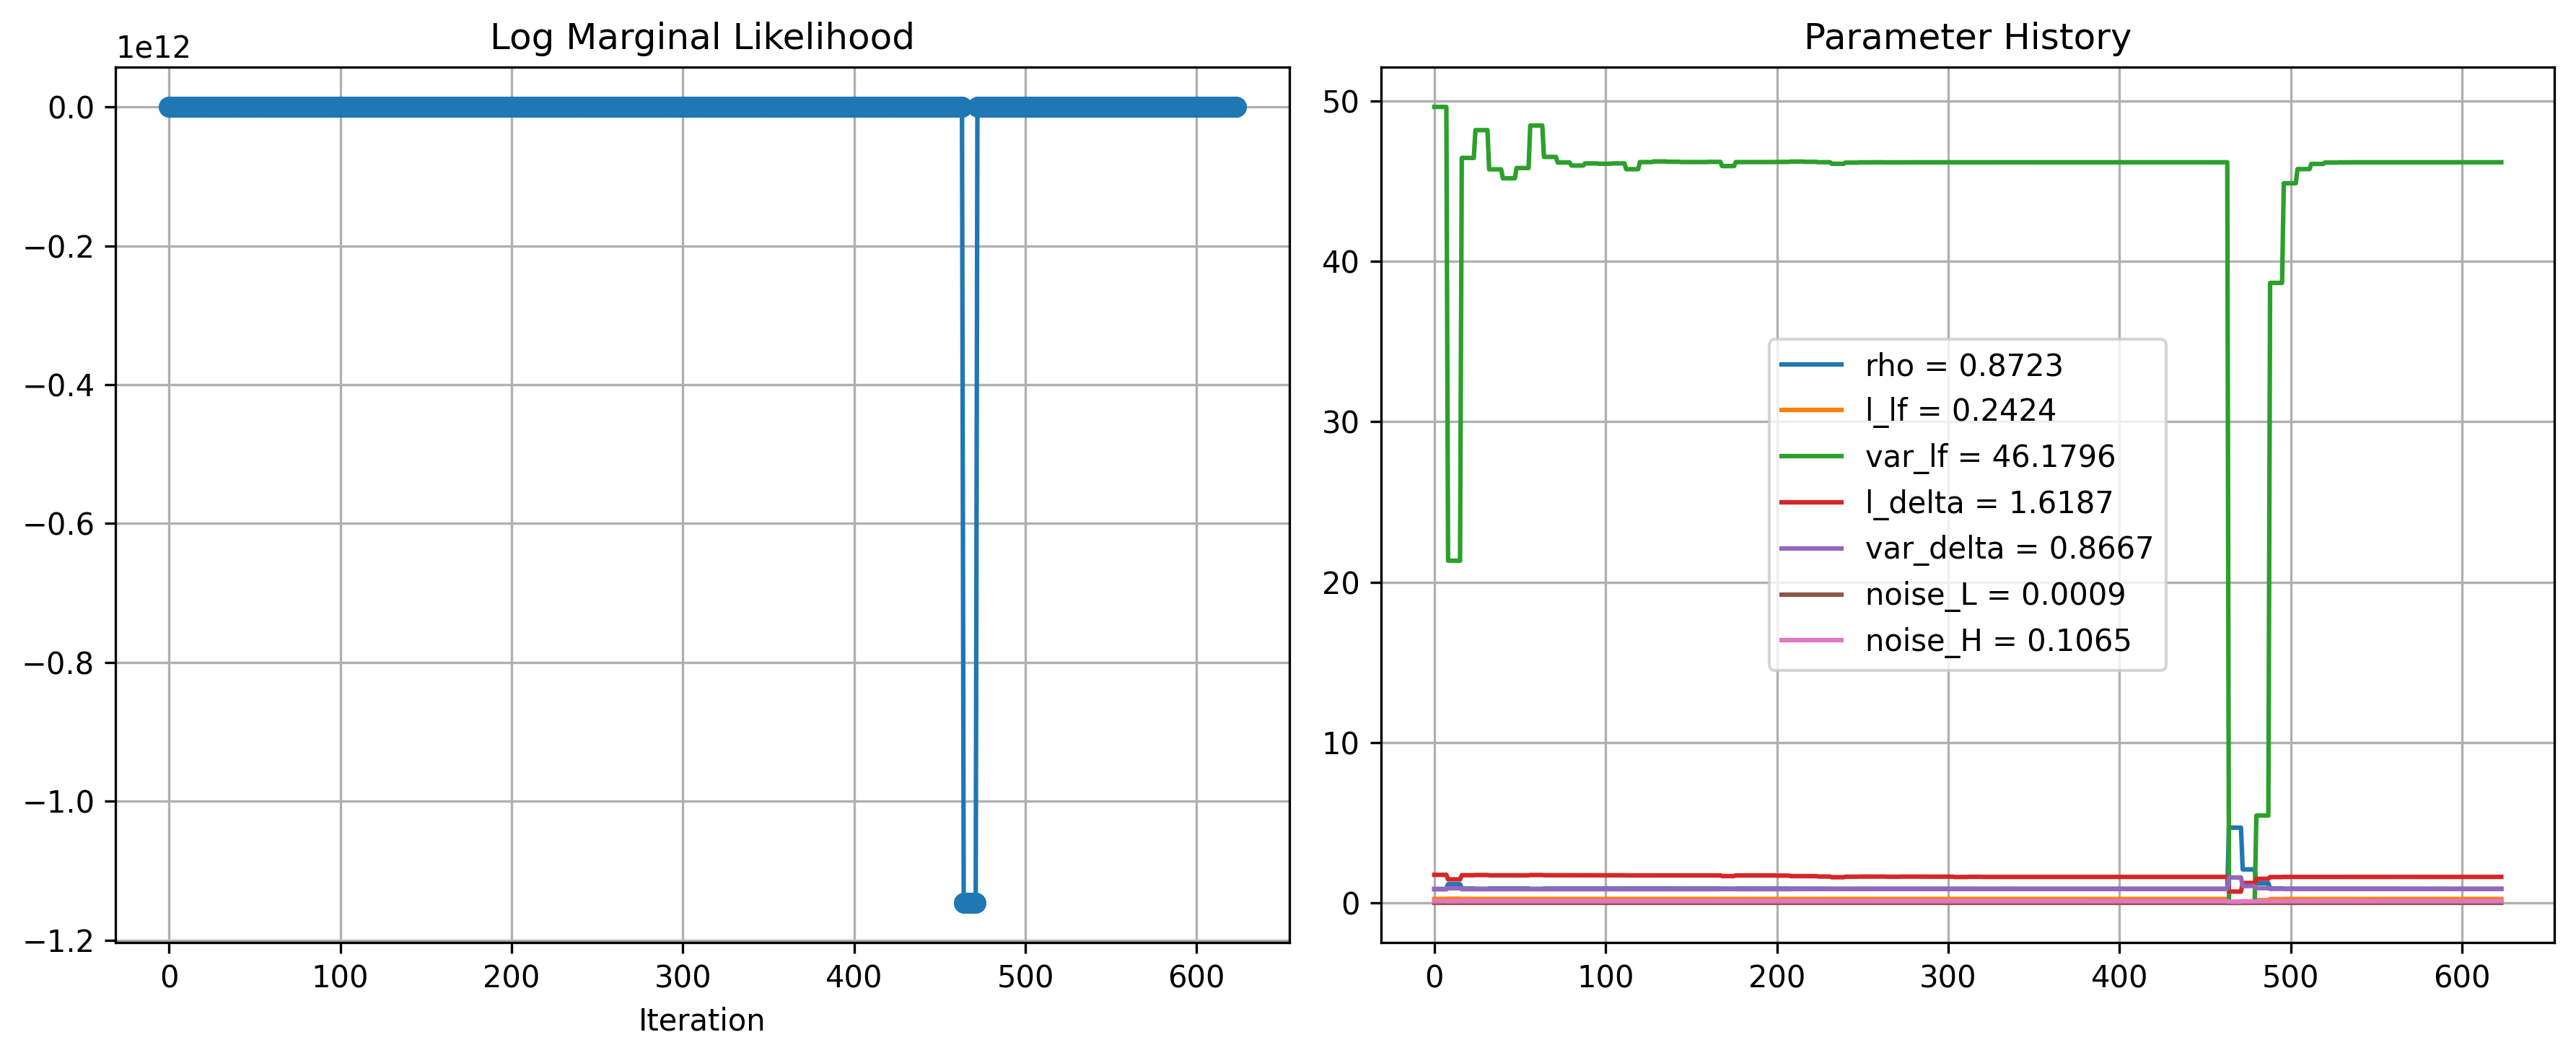 Log Marginal Likelihood
1e12
0.0
−0.2
−0.4
−0.6
−0.8
−1.0
−1.2
0 100 200 300 400 500 600
Iteration
Parameter History
50
40
30
20
10
0
rho = 0.8723
l_lf = 0.2424
var_lf = 46.1796
l_delta = 1.6187
var_delta = 0.8667
noise_L = 0.0009
noise_H = 0.1065
0 100 200 300 400 500 600